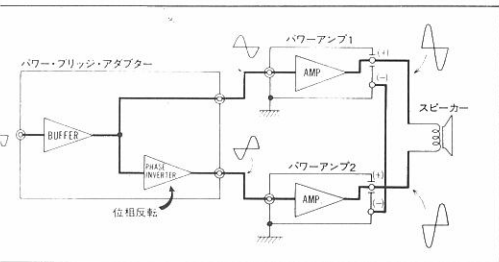 パワー・ブリッジ・アダプター
BUFFER
PHASE
INVERTER
位相反転
パワーアンプ1
AMP
(+)
(−)
パワーアンプ2
AMP
(+)
(−)
スピーカー